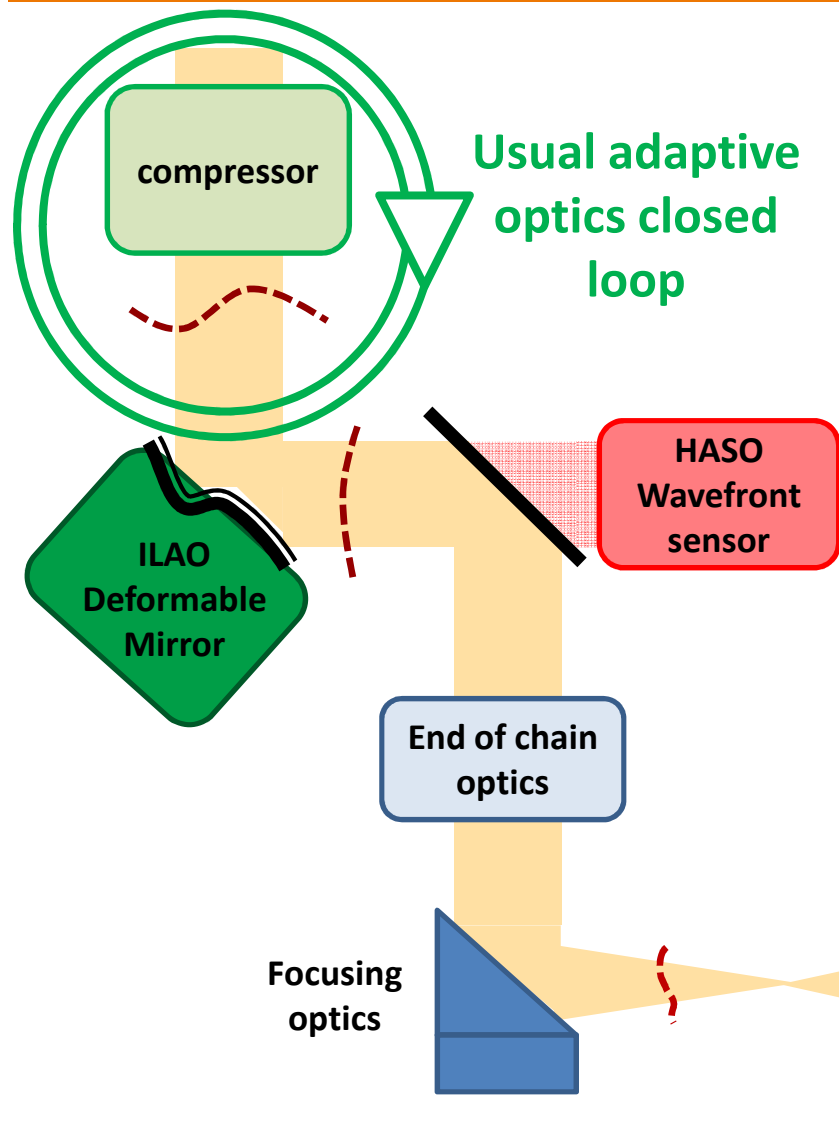 compressor
Usual adaptive
optics closed
loop
HASO
Wavefront
sensor
ILAO
Deformable
Mirror
End of chain
optics
Focusing
optics